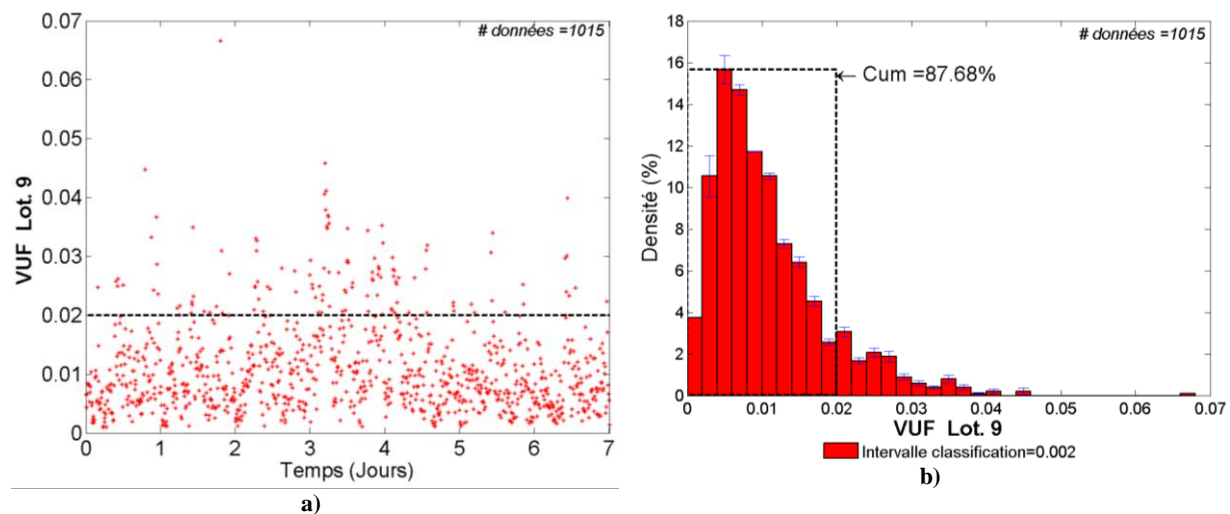 # données =1015
0.07
0.06
0.05
0.04
0.03
0.02
0.01
0
VUF Lot. 9
0 1 2 3 4 5 6 7
Temps (Jours)
a)
# données =1015
18
16
14
12
10
8
6
4
2
0
Densité (%)
← Cum =87.68%
0 0.01 0.02 0.03 0.04 0.05 0.06 0.07
VUF Lot. 9
Intervalle classification=0.002
b)